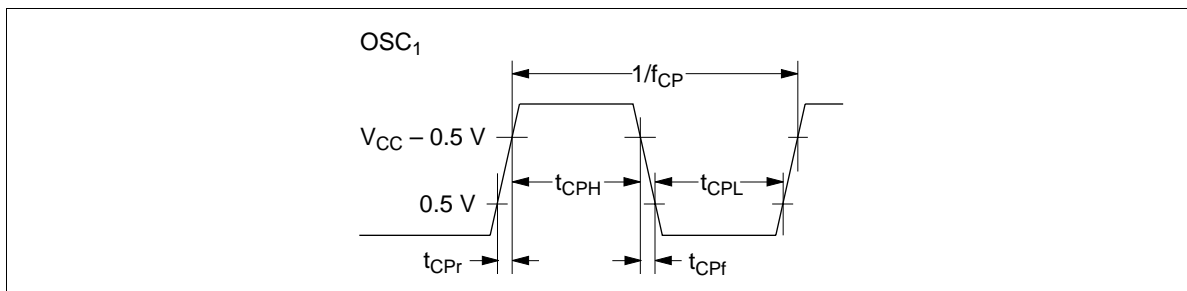 OSC₁
1/fCP
VCC – 0.5 V
tCPH
tCPL
0.5 V
tCPr
tCPf